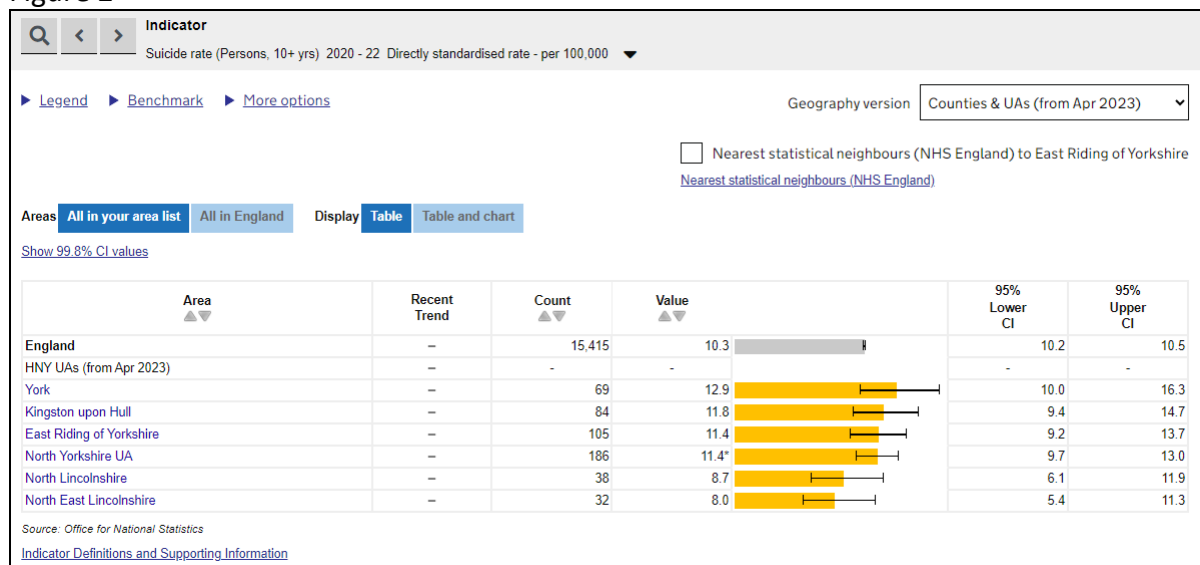 Indicator
Suicide rate (Persons, 10+ yrs) 2020 - 22 Directly standardised rate - per 100,000
Legend Benchmark More options Geography version Counties & UAs (from Apr 2023)
Nearest statistical neighbours (NHS England) to East Riding of Yorkshire
Nearest statistical neighbours (NHS England)
Areas All in your area list All in England Display Table Table and chart
Show 99.8% CI values
Area Recent Trend Count Value 95% Lower CI 95% Upper CI
England – 15,415 10.3 10.2 10.5
HNY UAs (from Apr 2023) – - - - -
York – 69 12.9 10.0 16.3
Kingston upon Hull – 84 11.8 9.4 14.7
East Riding of Yorkshire – 105 11.4 9.2 13.7
North Yorkshire UA – 186 11.4* 9.7 13.0
North Lincolnshire – 38 8.7 6.1 11.9
North East Lincolnshire – 32 8.0 5.4 11.3
Source: Office for National Statistics
Indicator Definitions and Supporting Information